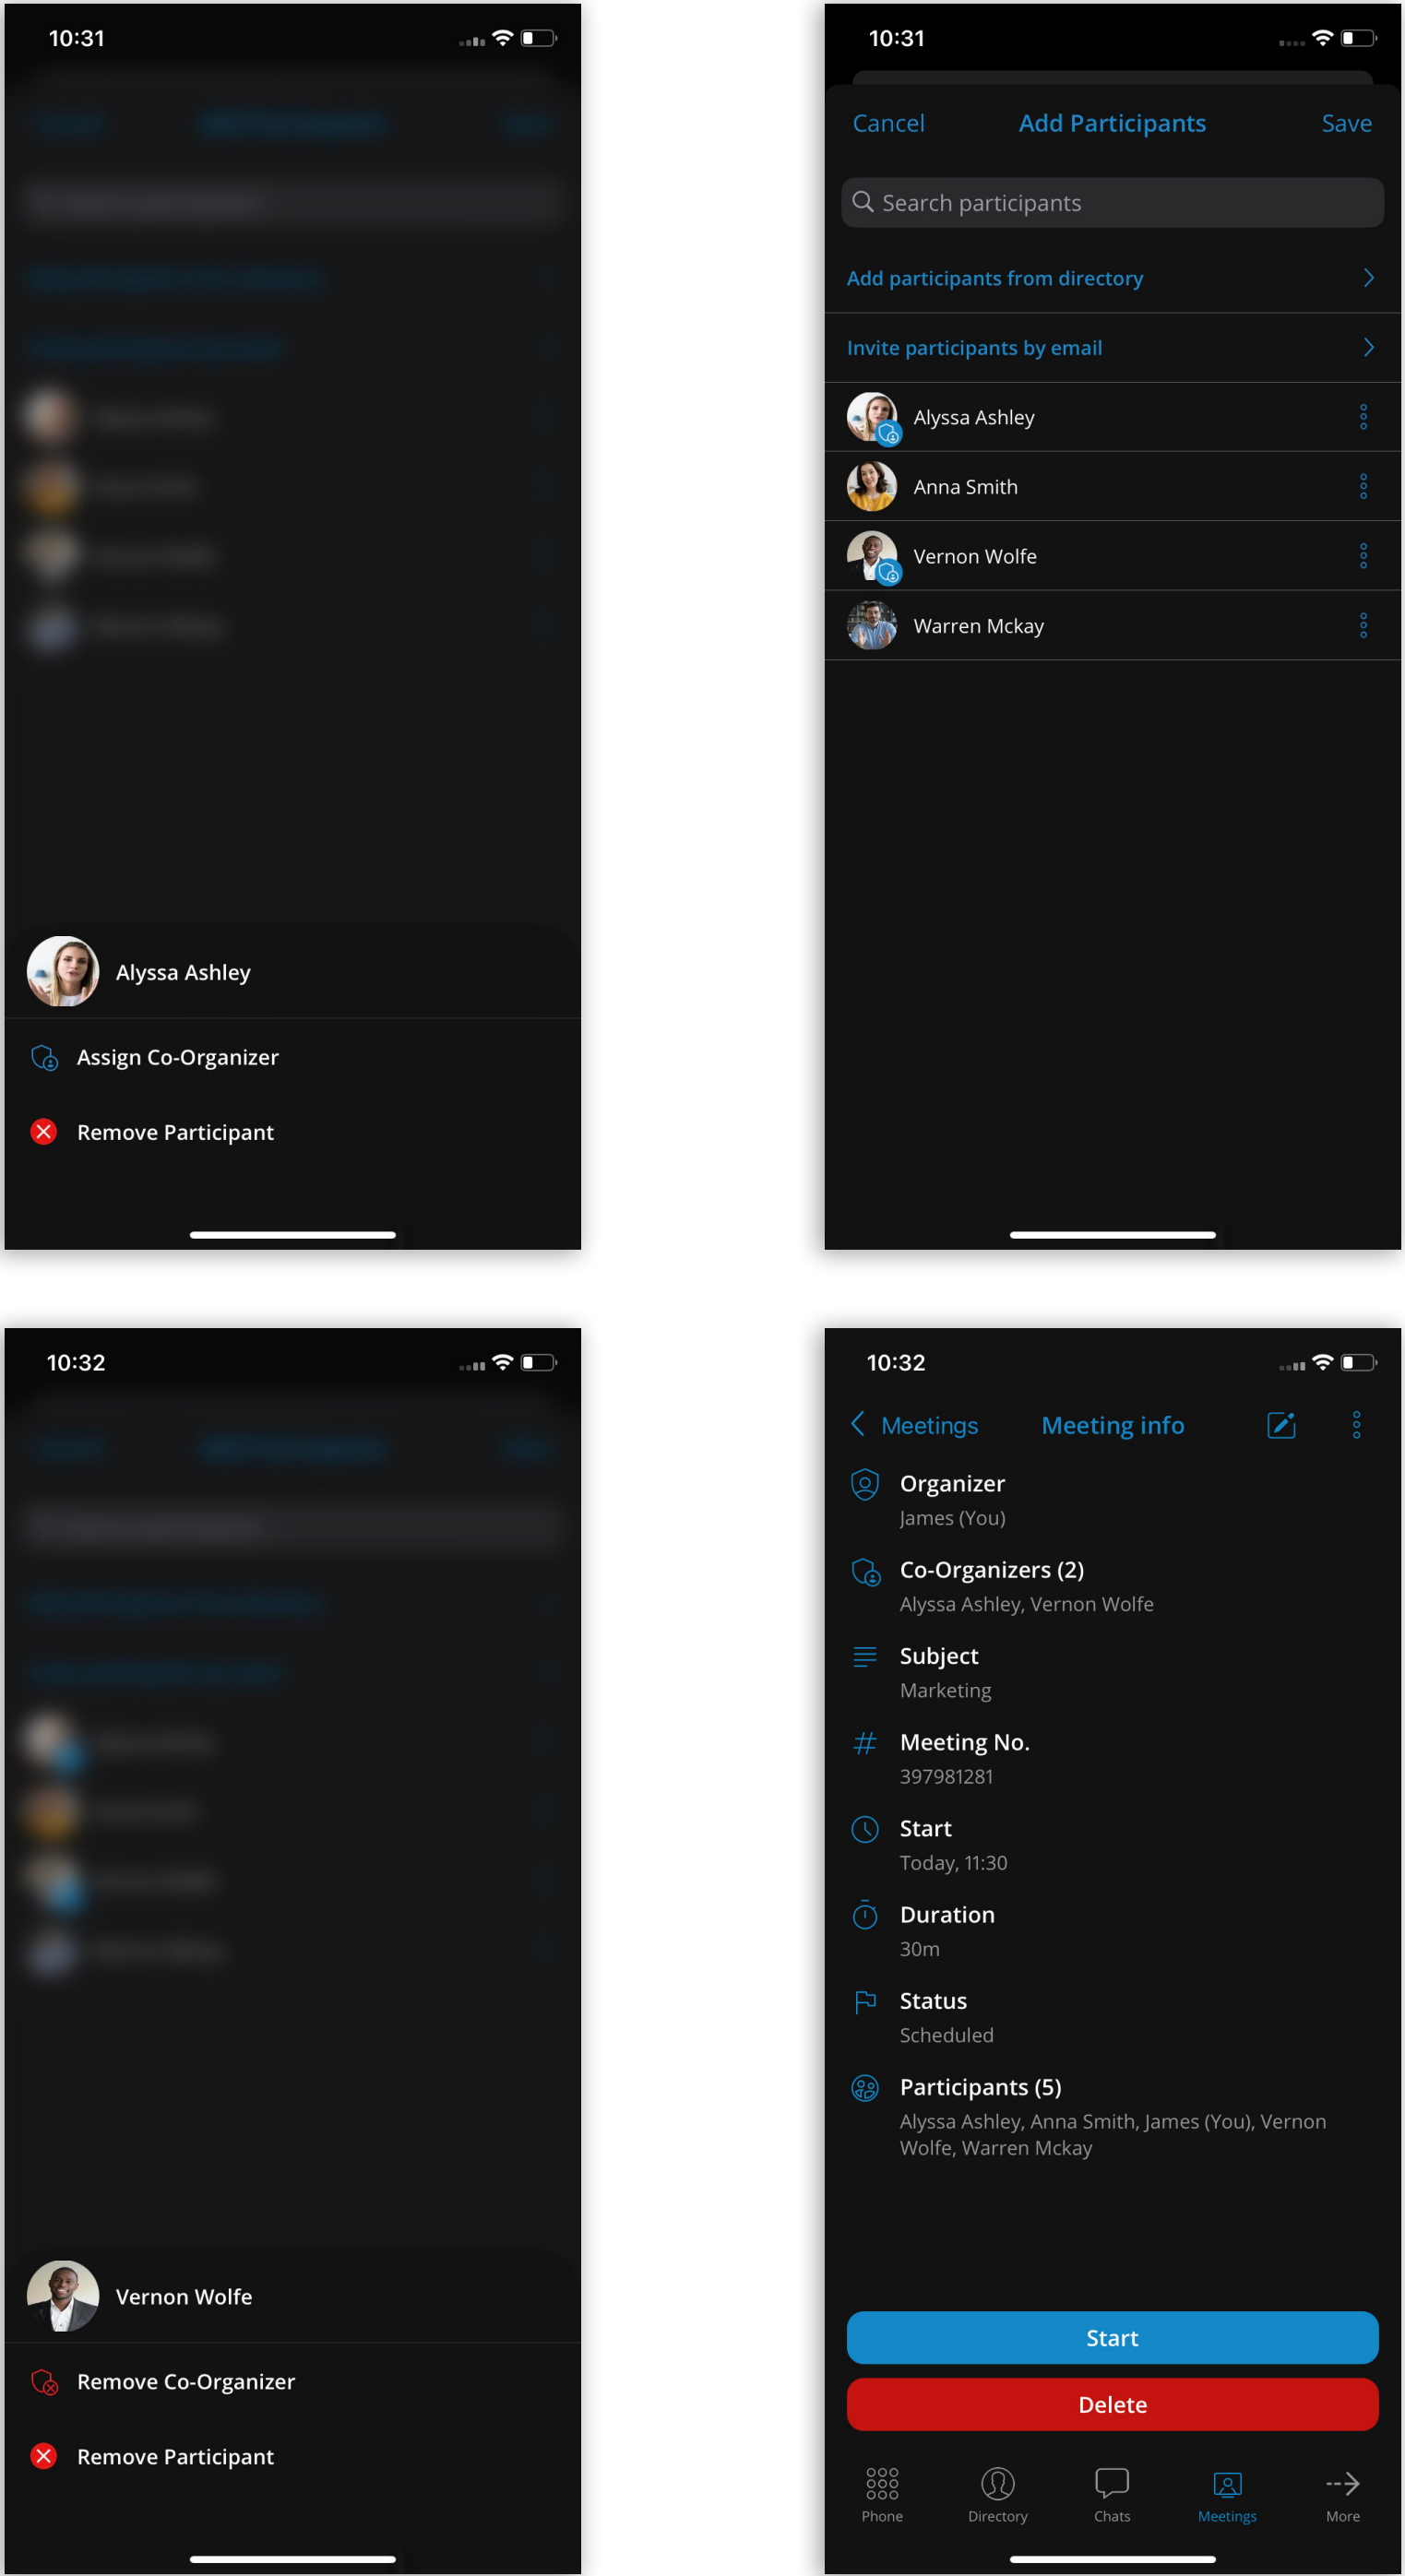 10:31
Alyssa Ashley
Assign Co-Organizer
Remove Participant
10:31
Cancel Add Participants Save
Search participants
Add participants from directory
Invite participants by email
Alyssa Ashley
Anna Smith
Vernon Wolfe
Warren Mckay
10:32
Vernon Wolfe
Remove Co-Organizer
Remove Participant
10:32
Meetings Meeting info
Organizer
James (You)
Co-Organizers (2)
Alyssa Ashley, Vernon Wolfe
Subject
Marketing
Meeting No.
397981281
Start
Today, 11:30
Duration
30m
Status
Scheduled
Participants (5)
Alyssa Ashley, Anna Smith, James (You), Vernon
Wolfe, Warren Mckay
Start
Delete
Phone Directory Chats Meetings More